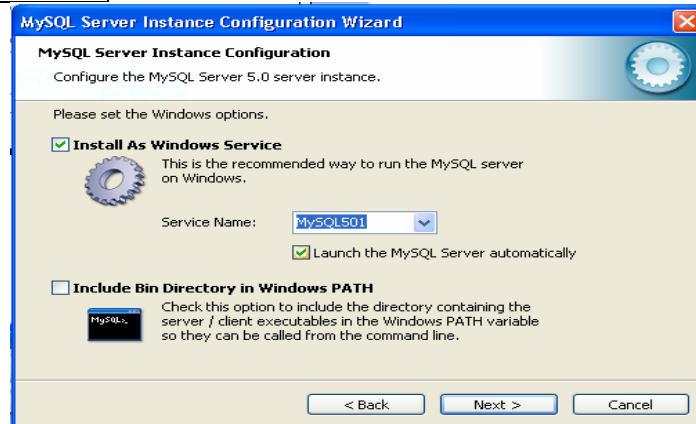 MySQL Server Instance Configuration Wizard
MySQL Server Instance Configuration
Configure the MySQL Server 5.0 server instance.
Please set the Windows options.
Install As Windows Service
This is the recommended way to run the MySQL server
on Windows.
Service Name: MySQL501
Launch the MySQL Server automatically
Include Bin Directory in Windows PATH
MySQL>_
Check this option to include the directory containing the
server / client executables in the Windows PATH variable
so they can be called from the command line.
< Back Next > Cancel